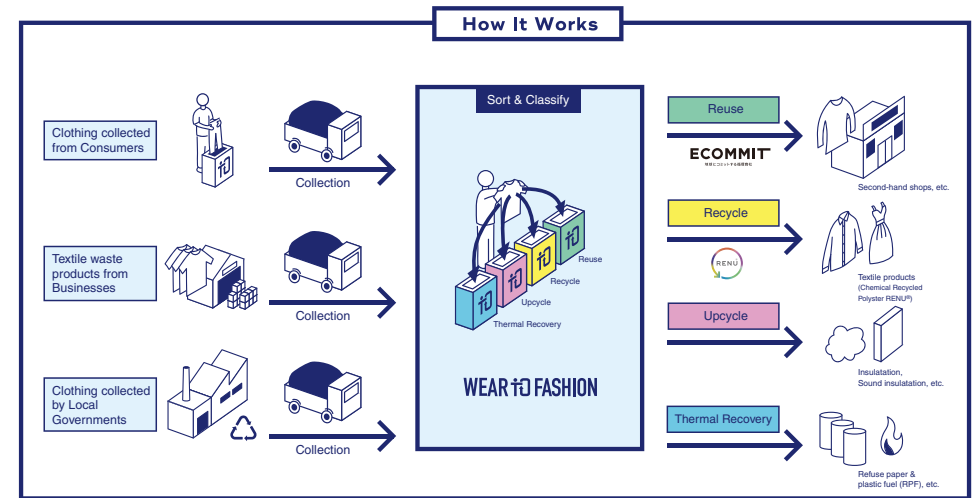 How It Works
Clothing collected
from Consumers
Collection
Textile waste
products from
Businesses
Collection
Clothing collected
by Local
Governments
Collection
Sort & Classify
Reuse
Recycle
Upcycle
Thermal Recovery
WEAR TO FASHION
Reuse
ECOMMIT
Second-hand shops, etc.
Recycle
RENU
Textile products
(Chemical Recycled
Polyster RENU®)
Upcycle
Insulatation,
Sound insulatation, etc.
Thermal Recovery
Refuse paper &
plastic fuel (RPF), etc.